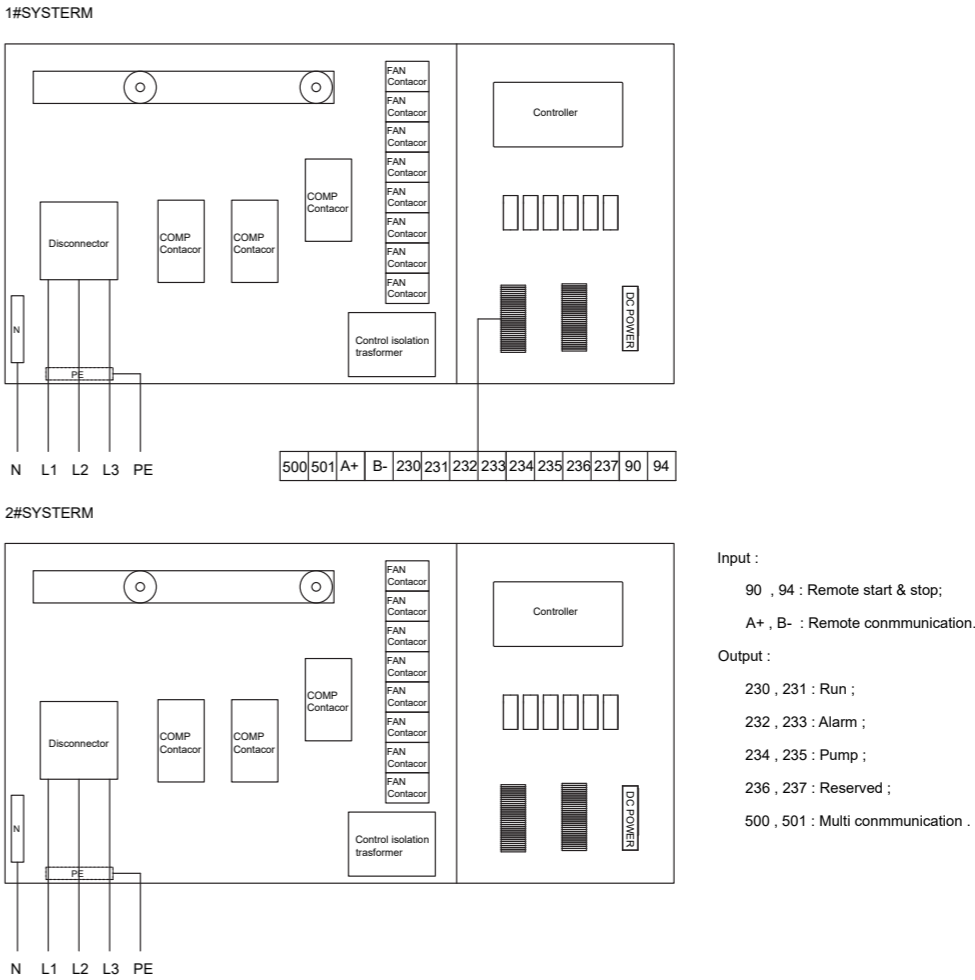 1#SYSTERM
FAN
Contacor
FAN
Contacor
FAN
Contacor
FAN
Contacor
FAN
Contacor
FAN
Contacor
FAN
Contacor
FAN
Contacor
Controller
COMP
Contacor
COMP
Contacor
COMP
Contacor
Disconnector
N
Control isolation
trasformer
DC POWER
PE
N L1 L2 L3 PE
500 501 A+ B- 230 231 232 233 234 235 236 237 90 94
2#SYSTERM
FAN
Contacor
FAN
Contacor
FAN
Contacor
FAN
Contacor
FAN
Contacor
FAN
Contacor
FAN
Contacor
FAN
Contacor
Controller
COMP
Contacor
COMP
Contacor
COMP
Contacor
Disconnector
N
Control isolation
trasformer
DC POWER
PE
N L1 L2 L3 PE
Input :
90 , 94 : Remote start & stop;
A+ , B- : Remote conmmunication.
Output :
230 , 231 : Run ;
232 , 233 : Alarm ;
234 , 235 : Pump ;
236 , 237 : Reserved ;
500 , 501 : Multi conmmunication .